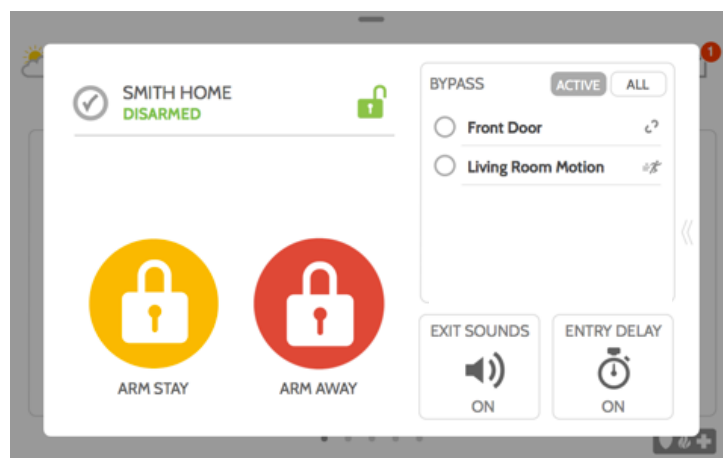 SMITH HOME
DISARMED
ARM STAY
ARM AWAY
BYPASS
ACTIVE
ALL
Front Door
Living Room Motion
EXIT SOUNDS
ON
ENTRY DELAY
ON
1